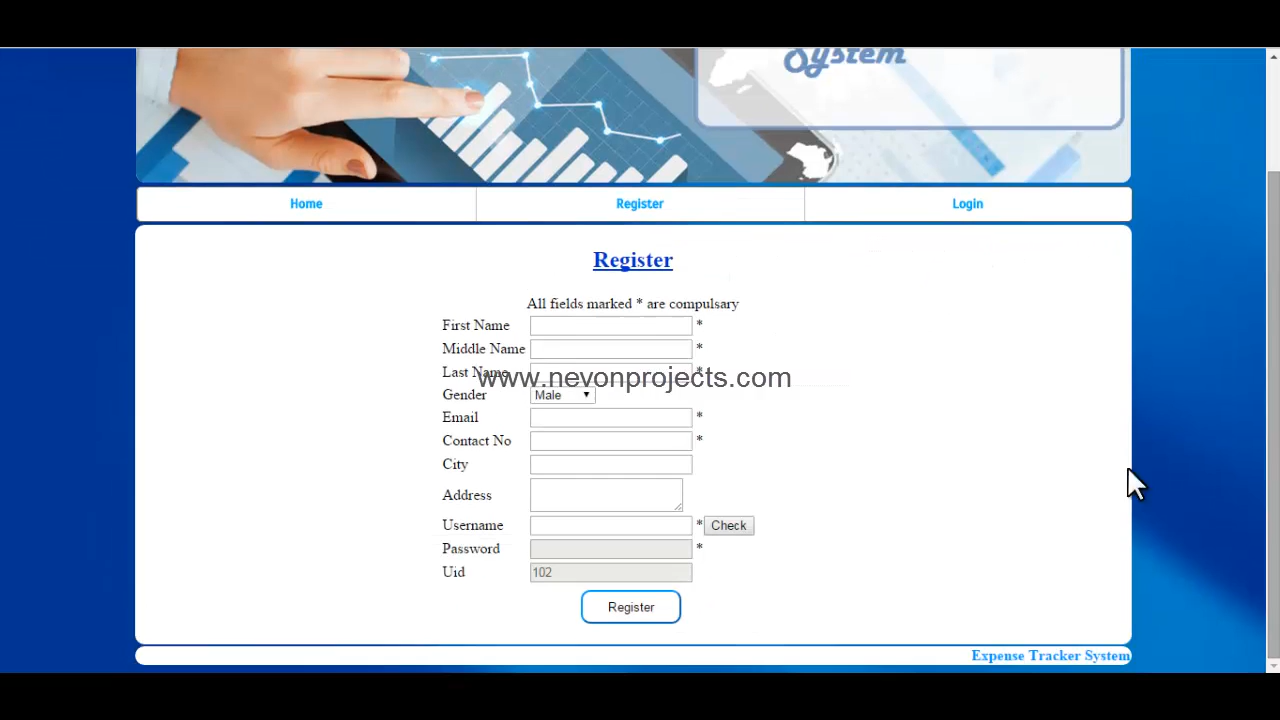 System
Home Register Login
Register
All fields marked * are compulsary
First Name *
Middle Name *
Last Name *
www.nevonprojects.com
Gender Male
Email *
Contact No *
City
Address
Username * Check
Password *
Uid 102
Register
Expense Tracker System